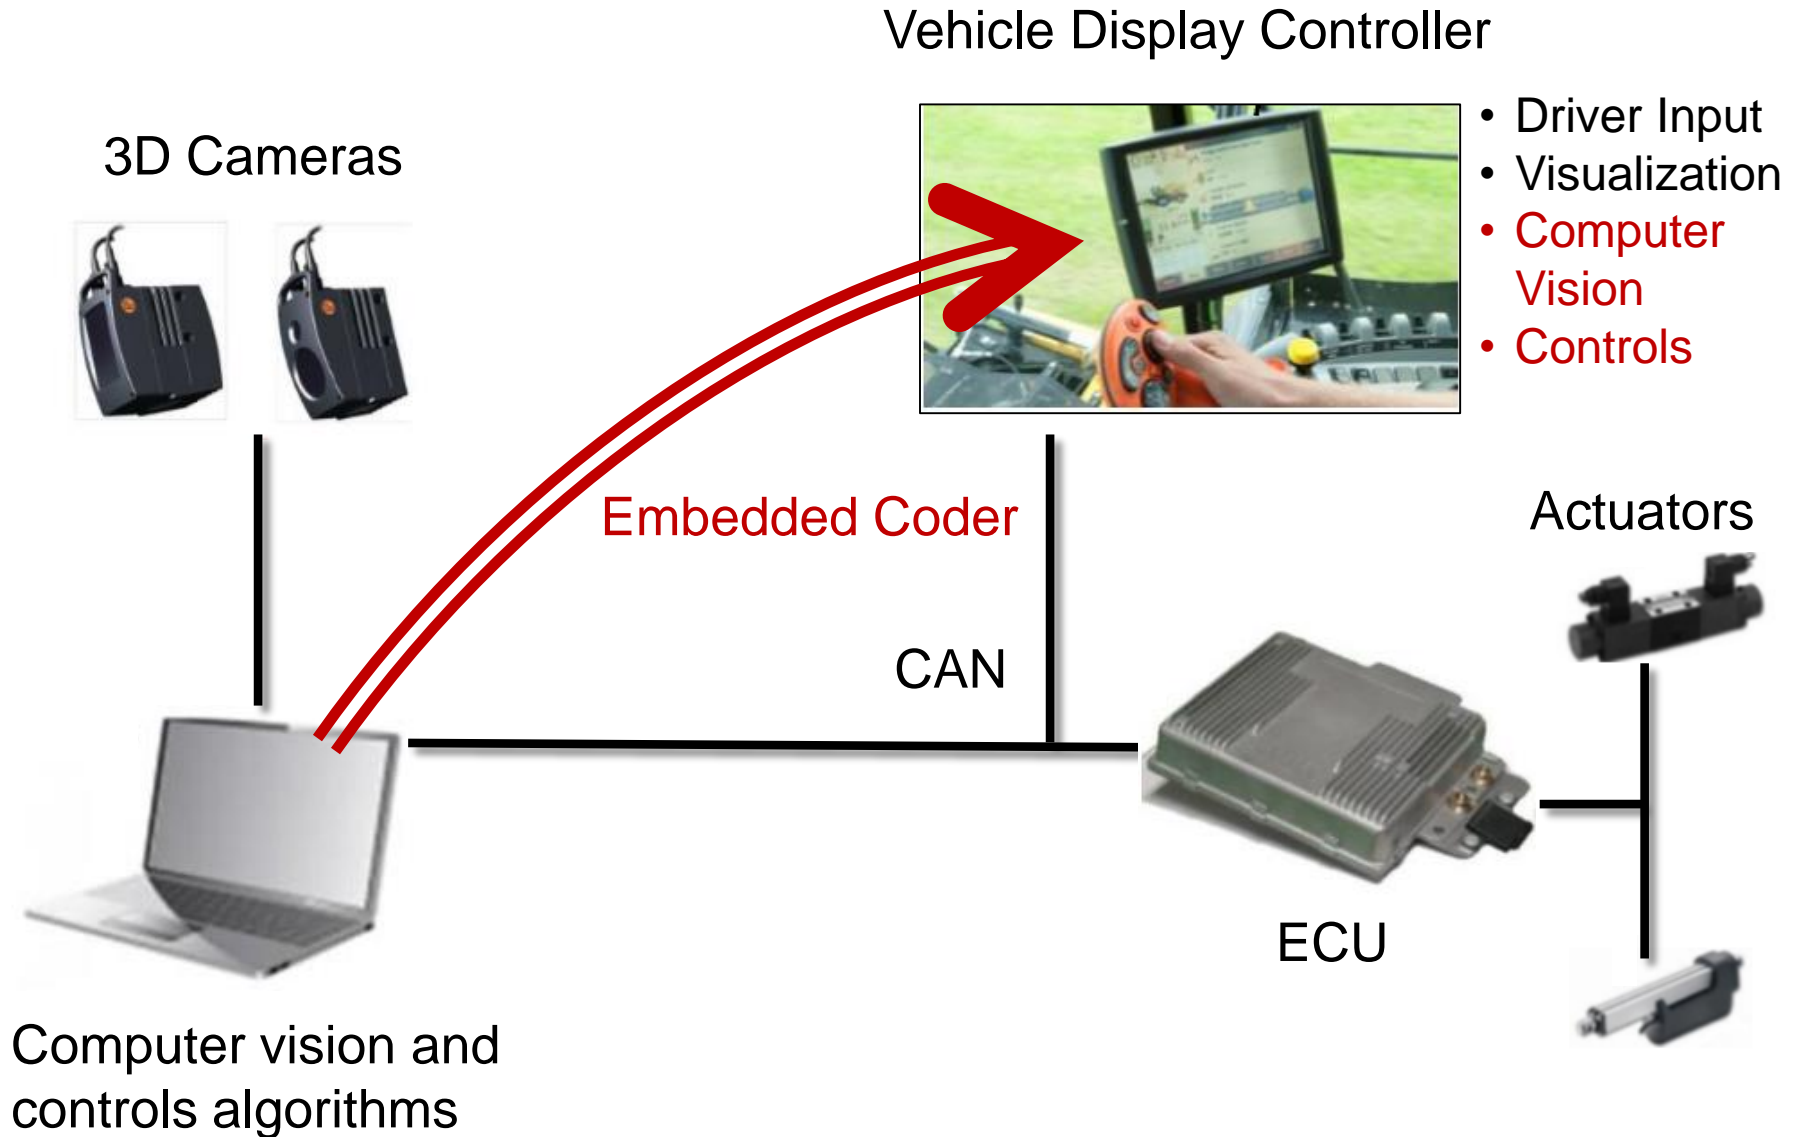 Vehicle Display Controller
3D Cameras
• Driver Input
• Visualization
• Computer
Vision
• Controls
Embedded Coder
Actuators
CAN
ECU
Computer vision and
controls algorithms